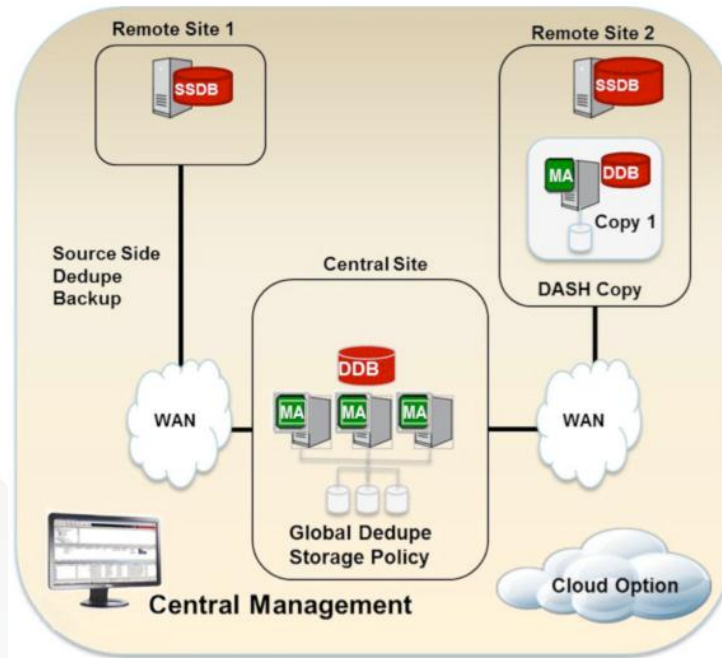 Remote Site 1
SSDB
Source Side
Dedupe
Backup
WAN
Central Site
DDB
MA MA MA
Global Dedupe
Storage Policy
Remote Site 2
SSDB
MA DDB
Copy 1
DASH Copy
WAN
Central Management
Cloud Option